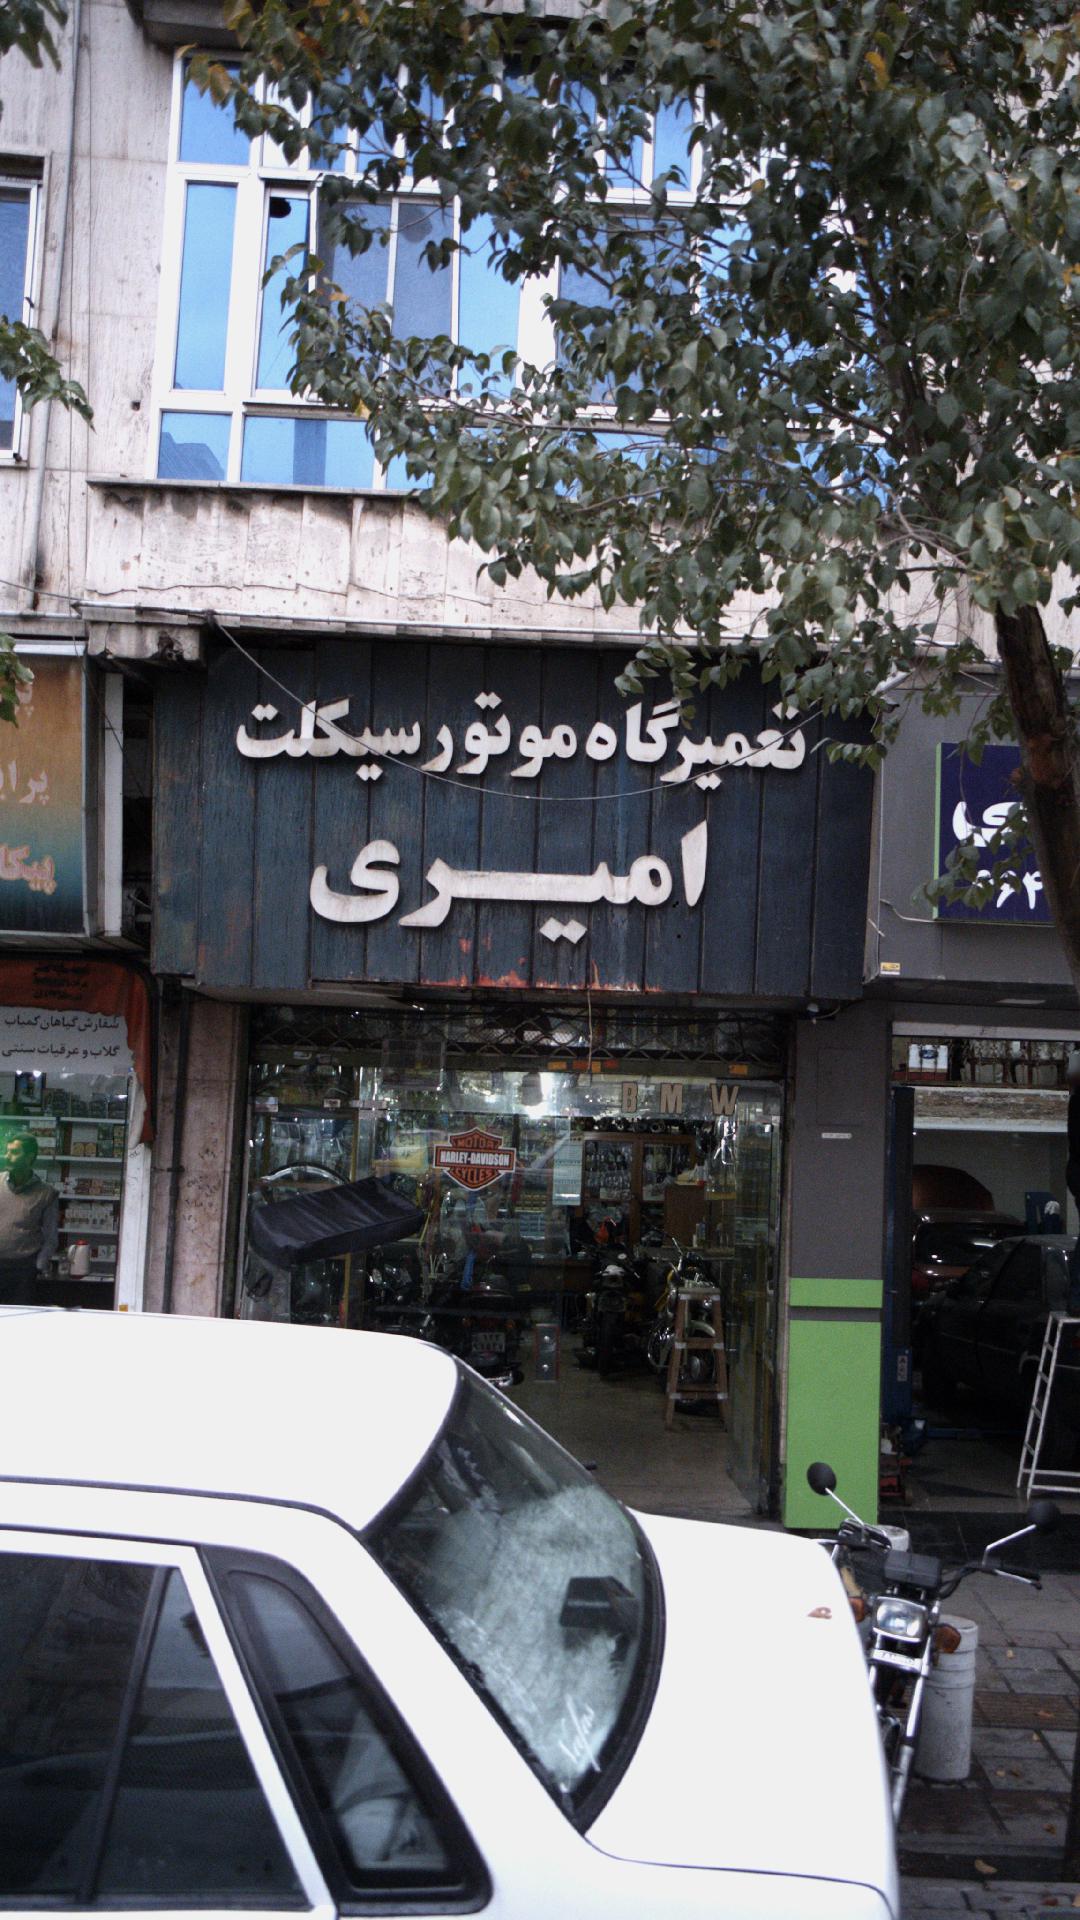 تعمیرگاه موتورسیکلت
امیری
سفارش گیاهان کمیاب
گلاب و عرقیات سنتی
BMW
MOTOR
HARLEY-DAVIDSON
CYCLES